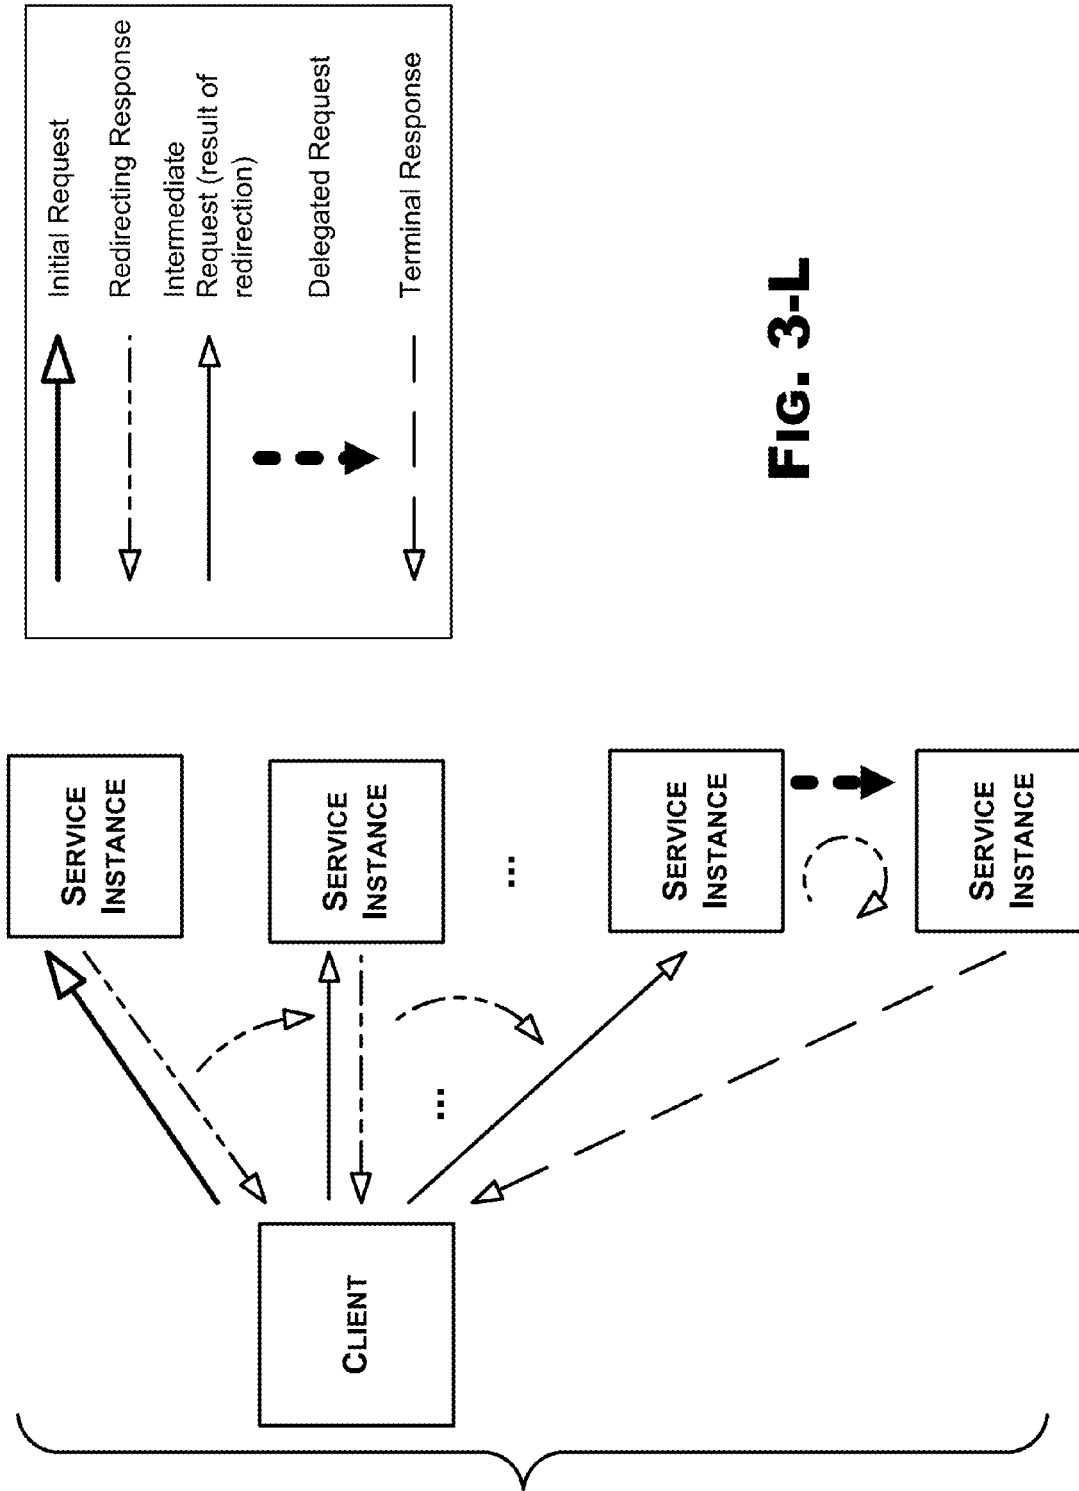 Initial Request
Redirecting Response
Intermediate
Request (result of
redirection)
Delegated Request
Terminal Response
SERVICE
INSTANCE
SERVICE
INSTANCE
...
SERVICE
INSTANCE
SERVICE
INSTANCE
...
CLIENT
FIG. 3-L